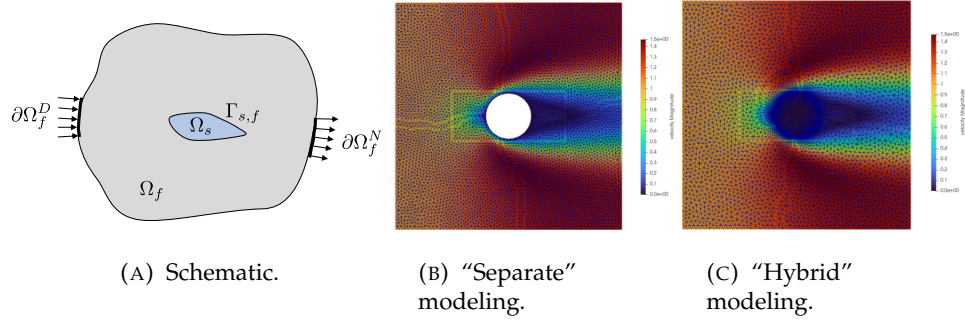 ∂Ω_f^D
Γ_{s,f}
Ω_s
∂Ω_f^N
Ω_f
1.5e+00
1.4
1.3
1.2
1.1
1
0.9
0.8
0.7
0.6
0.5
0.4
0.3
0.2
0.1
0.0e+00
velocity Magnitude
1.5e+00
1.4
1.3
1.2
1.1
1
0.9
0.8
0.7
0.6
0.5
0.4
0.3
0.2
0.1
0.0e+00
velocity Magnitude
(A) Schematic.
(B) “Separate”
modeling.
(C) “Hybrid”
modeling.